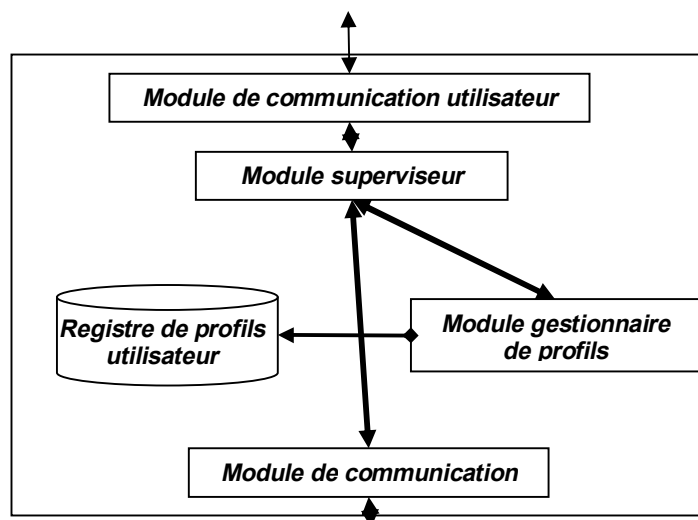 Module de communication utilisateur
Module superviseur
Registre de profils
utilisateur
Module gestionnaire
de profils
Module de communication